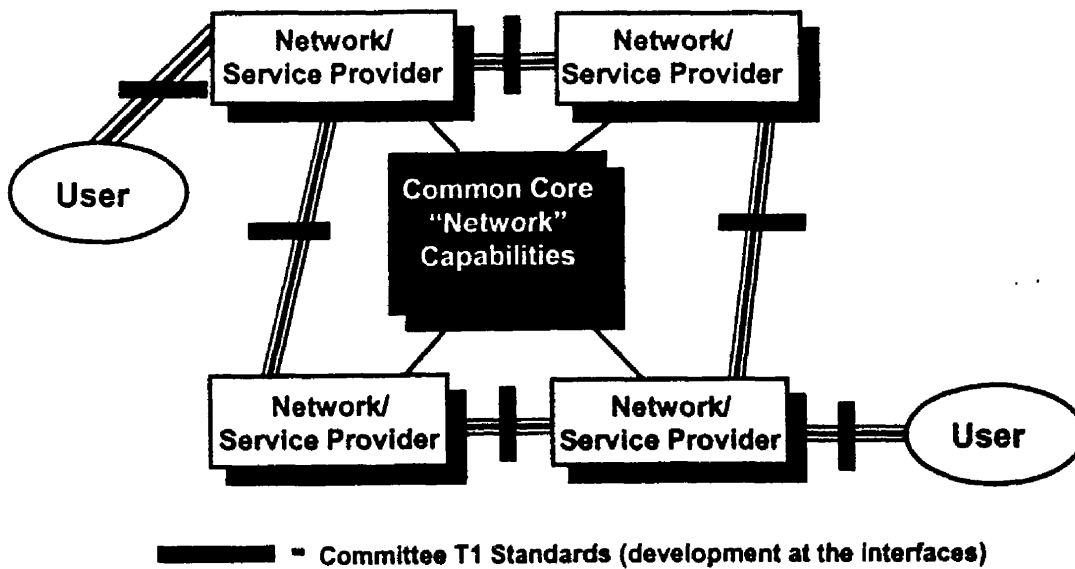 Network/
Service Provider
Network/
Service Provider
User
Common Core
“Network”
Capabilities
Network/
Service Provider
Network/
Service Provider
User
= Committee T1 Standards (development at the interfaces)